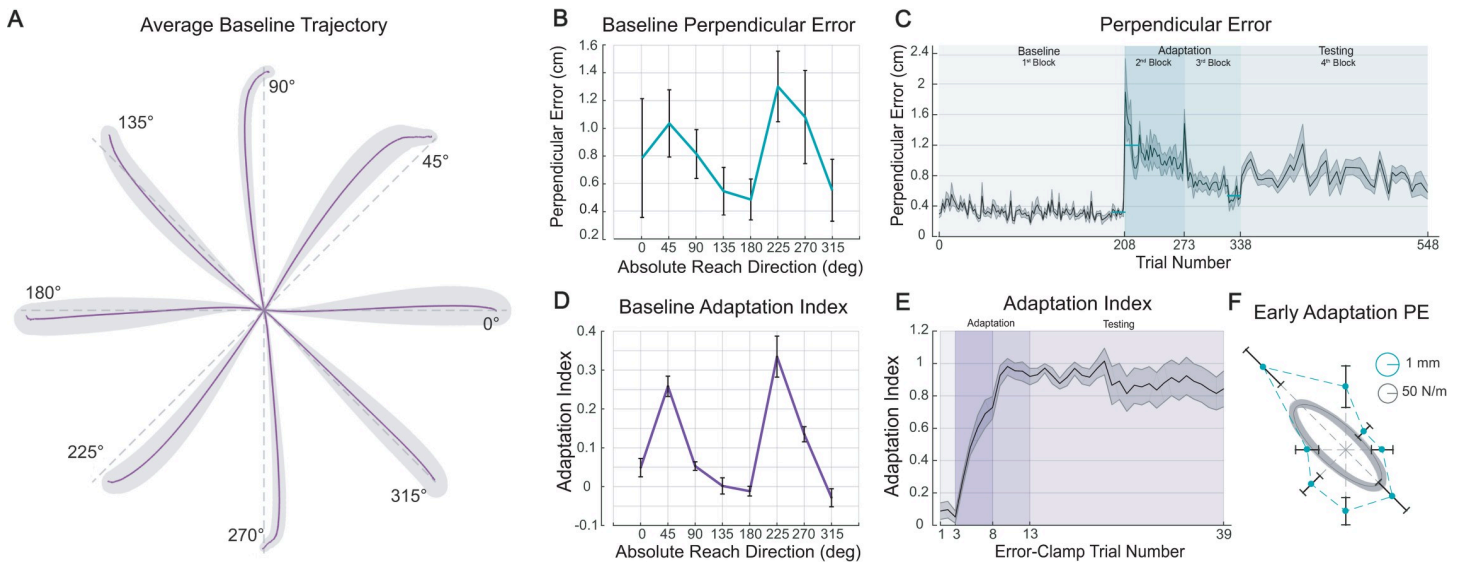 A
Average Baseline Trajectory
90°
135°
45°
180°
0°
225°
315°
270°
B
Baseline Perpendicular Error
Perpendicular Error (cm)
1.6
1.4
1.2
1.0
0.8
0.6
0.4
0.2
0 45 90 135 180 225 270 315
Absolute Reach Direction (deg)
C
Perpendicular Error
Perpendicular Error (cm)
Baseline
1st Block
Adaptation
2nd Block 3rd Block
Testing
4th Block
2.4
2
1.6
1.2
0.8
0.4
0
0 208 273 338 548
Trial Number
D
Baseline Adaptation Index
Adaptation Index
0.4
0.3
0.2
0.1
0
-0.1
0 45 90 135 180 225 270 315
Absolute Reach Direction (deg)
E
Adaptation Index
Adaptation Index
Adaptation Testing
1.2
1
0.8
0.6
0.4
0.2
0
1 3 8 13 39
Error-Clamp Trial Number
F
Early Adaptation PE
1 mm
50 N/m